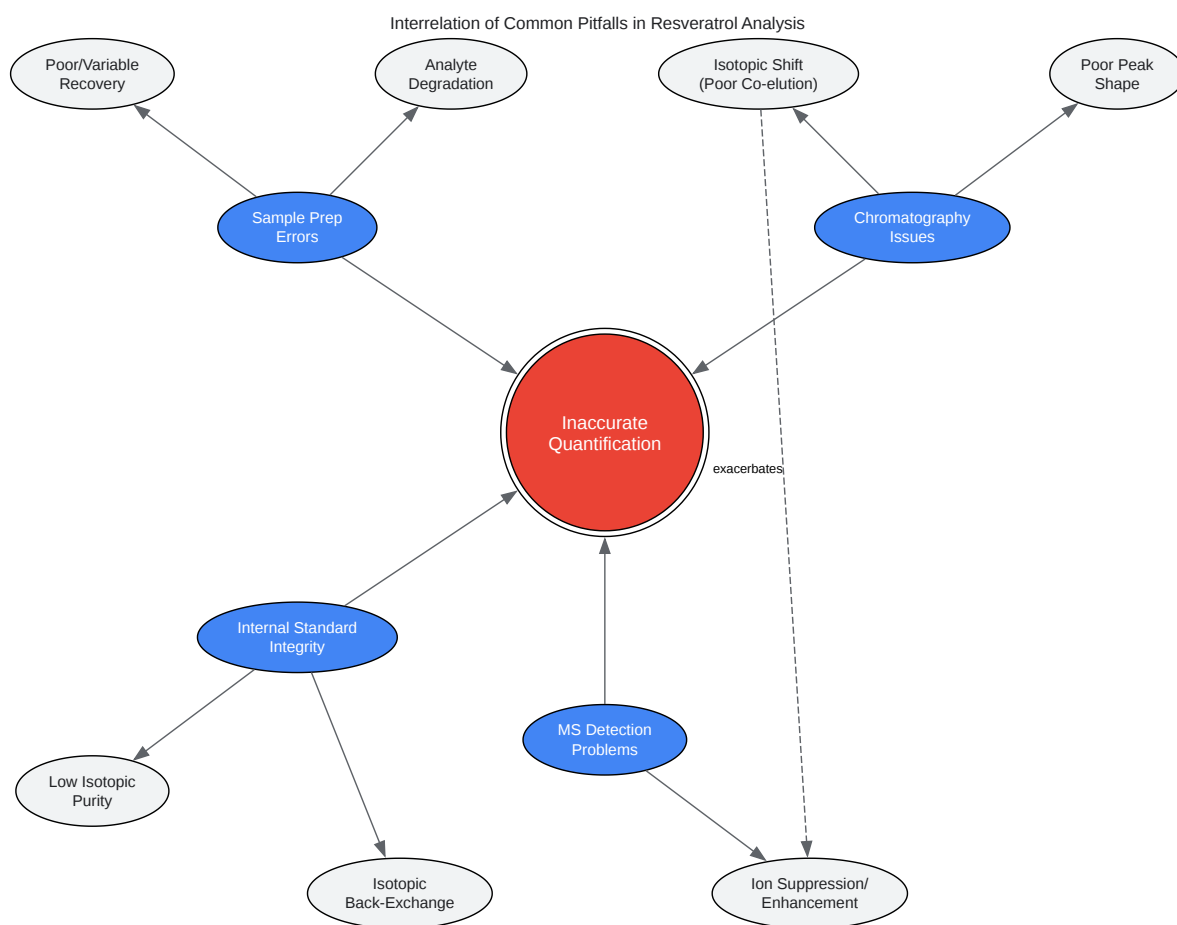 Interrelation of Common Pitfalls in Resveratrol Analysis
Poor/Variable
Recovery
Analyte
Degradation
Isotopic Shift
(Poor Co-elution)
Poor Peak
Shape
Sample Prep
Errors
Chromatography
Issues
Inaccurate
Quantification
exacerbates
Internal Standard
Integrity
MS Detection
Problems
Low Isotopic
Purity
Isotopic
Back-Exchange
Ion Suppression/
Enhancement